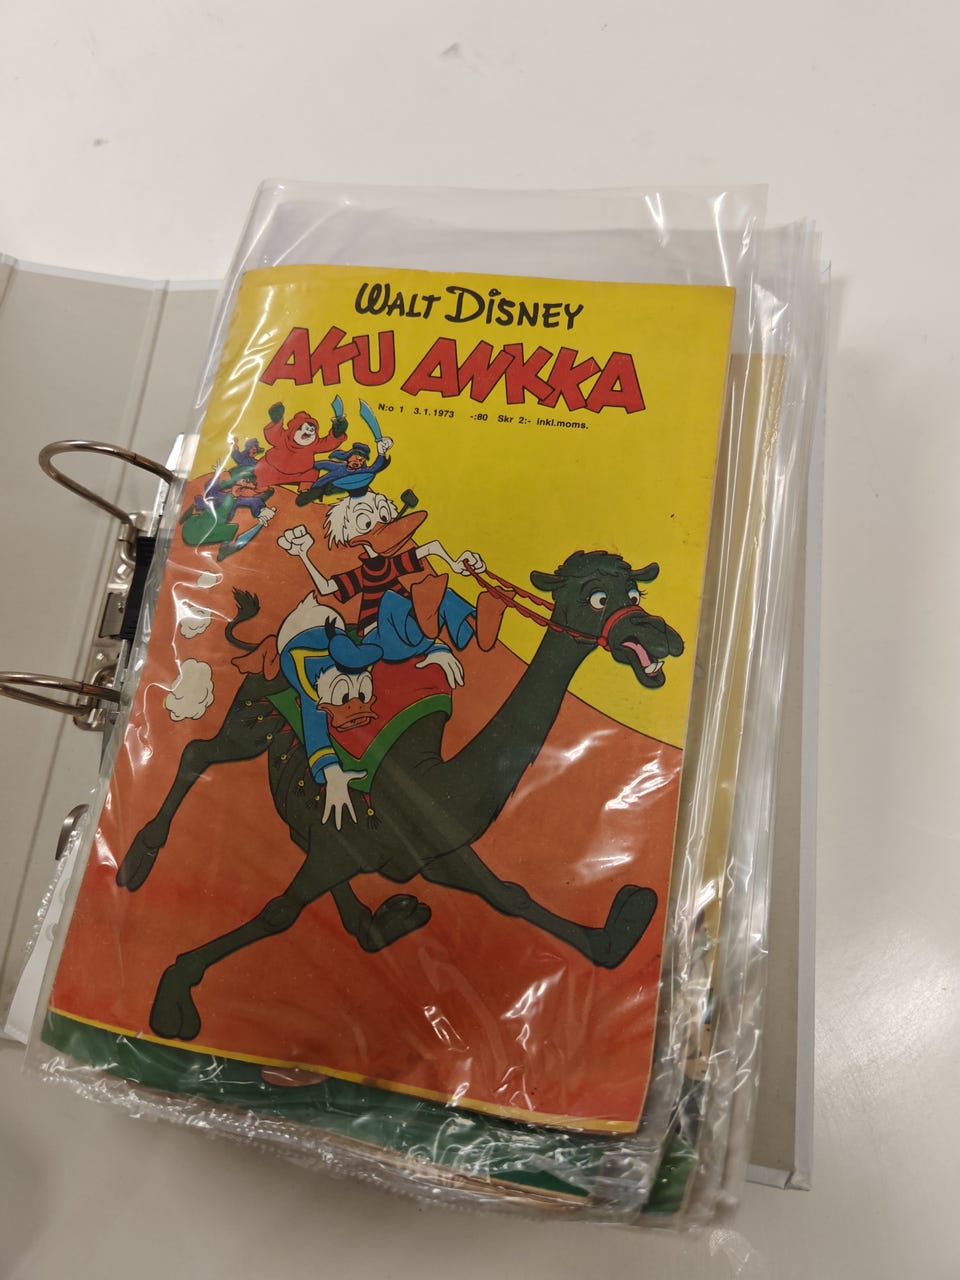 WALT DISNEY
AKU ANKKA
N:o 1 3.1.1973 -:80 Skr 2:- inkl.moms.